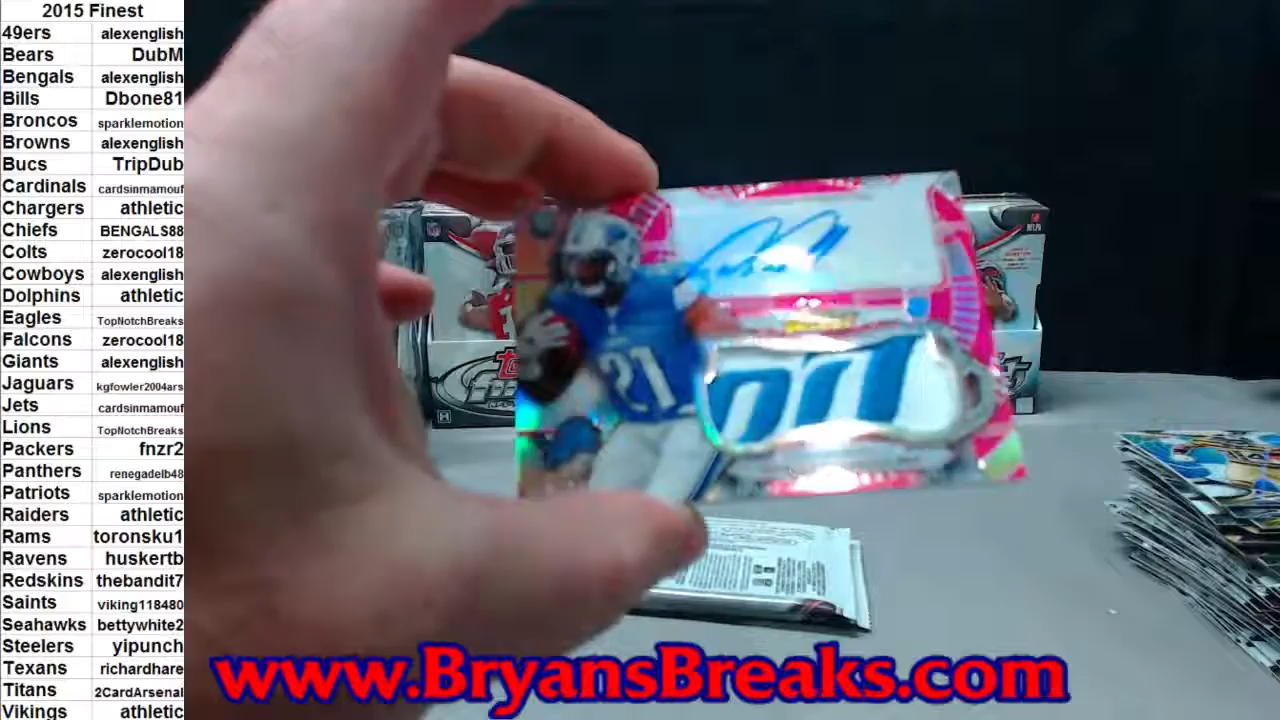 2015 Finest
49ers alexenglish
Bears DubM
Bengals alexenglish
Bills Dbone81
Broncos sparklemotion
Browns alexenglish
Bucs TripDub
Cardinals cardsinmamouf
Chargers athletic
Chiefs BENGALS88
Colts zerocool18
Cowboys alexenglish
Dolphins athletic
Eagles TopNotchBreaks
Falcons zerocool18
Giants alexenglish
Jaguars kgfowler2004ars
Jets cardsinmamouf
Lions TopNotchBreaks
Packers fnzr2
Panthers renegadelb48
Patriots sparklemotion
Raiders athletic
Rams toronsku1
Ravens huskertb
Redskins thebandit7
Saints viking118480
Seahawks bettywhite2
Steelers yipunch
Texans richardhare
Titans 2CardArsenal
Vikings athletic
21
www.BryansBreaks.com